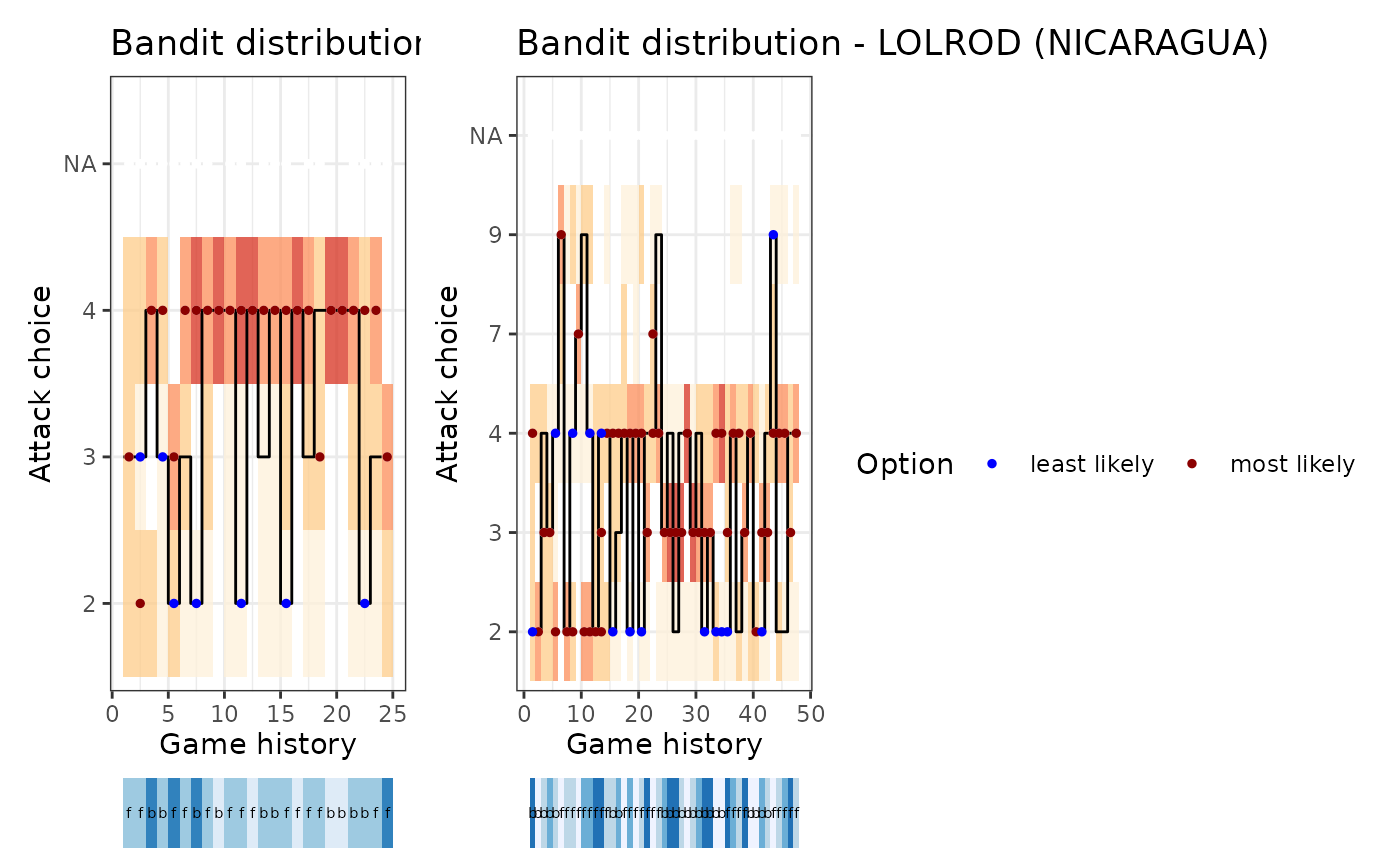 Bandit distribution
Bandit distribution - LOLROD (NICARAGUA)
Attack choice
NA
4
3
2
0 5 10 15 20 25
Game history
f f b b f f b f b f f f b b f f f f b b b b f f
Attack choice
NA
9
7
4
3
2
0 10 20 30 40 50
Game history
Option least likely most likely